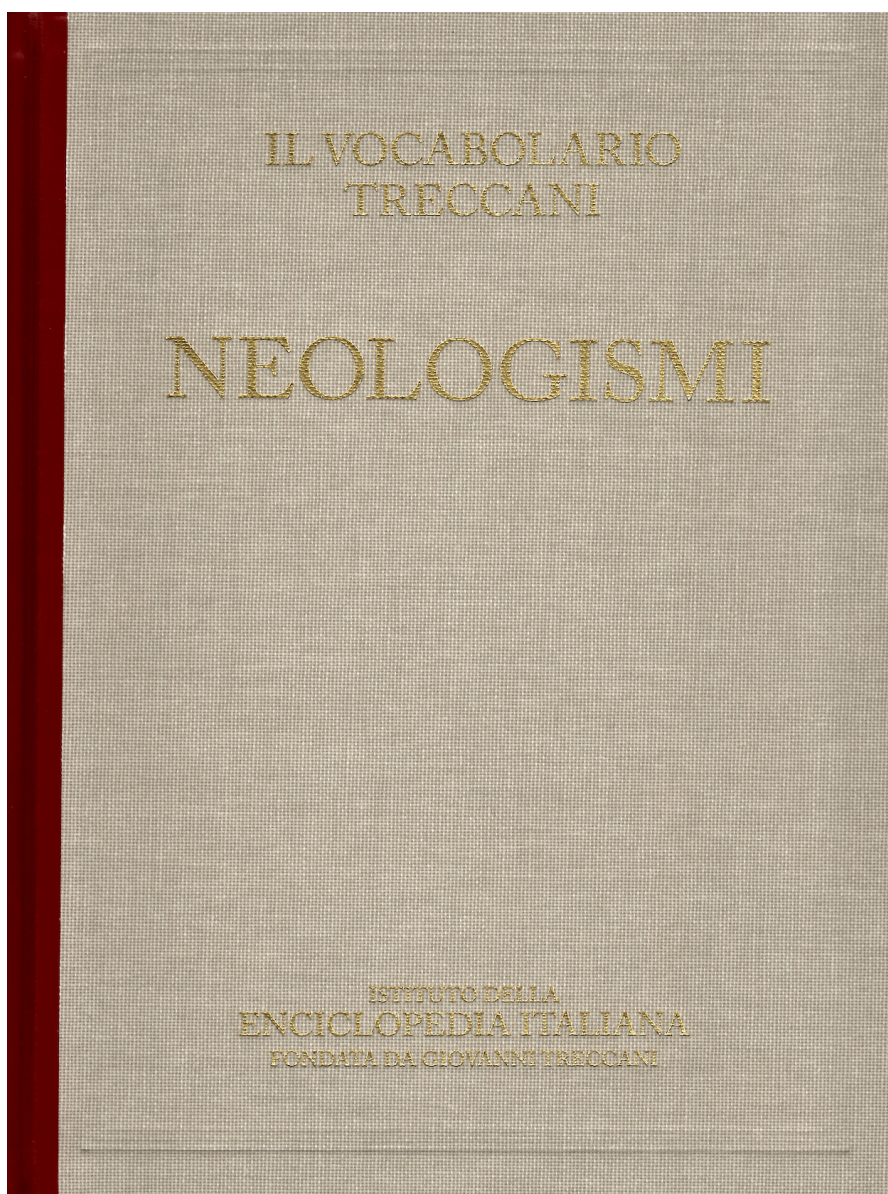 IL VOCABOLARIO
TRECCANI
NEOLOGISMI
ISTITUTO DELLA
ENCICLOPEDIA ITALIANA
FONDATA DA GIOVANNI TRECCANI